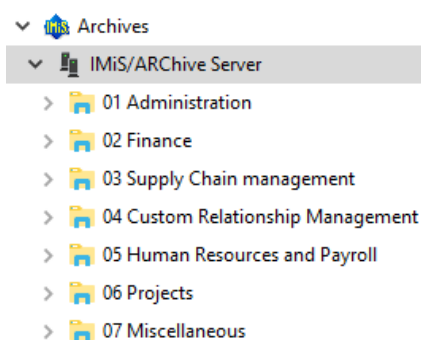 IMiS Archives
IMiS/ARChive Server
01 Administration
02 Finance
03 Supply Chain management
04 Custom Relationship Management
05 Human Resources and Payroll
06 Projects
07 Miscellaneous